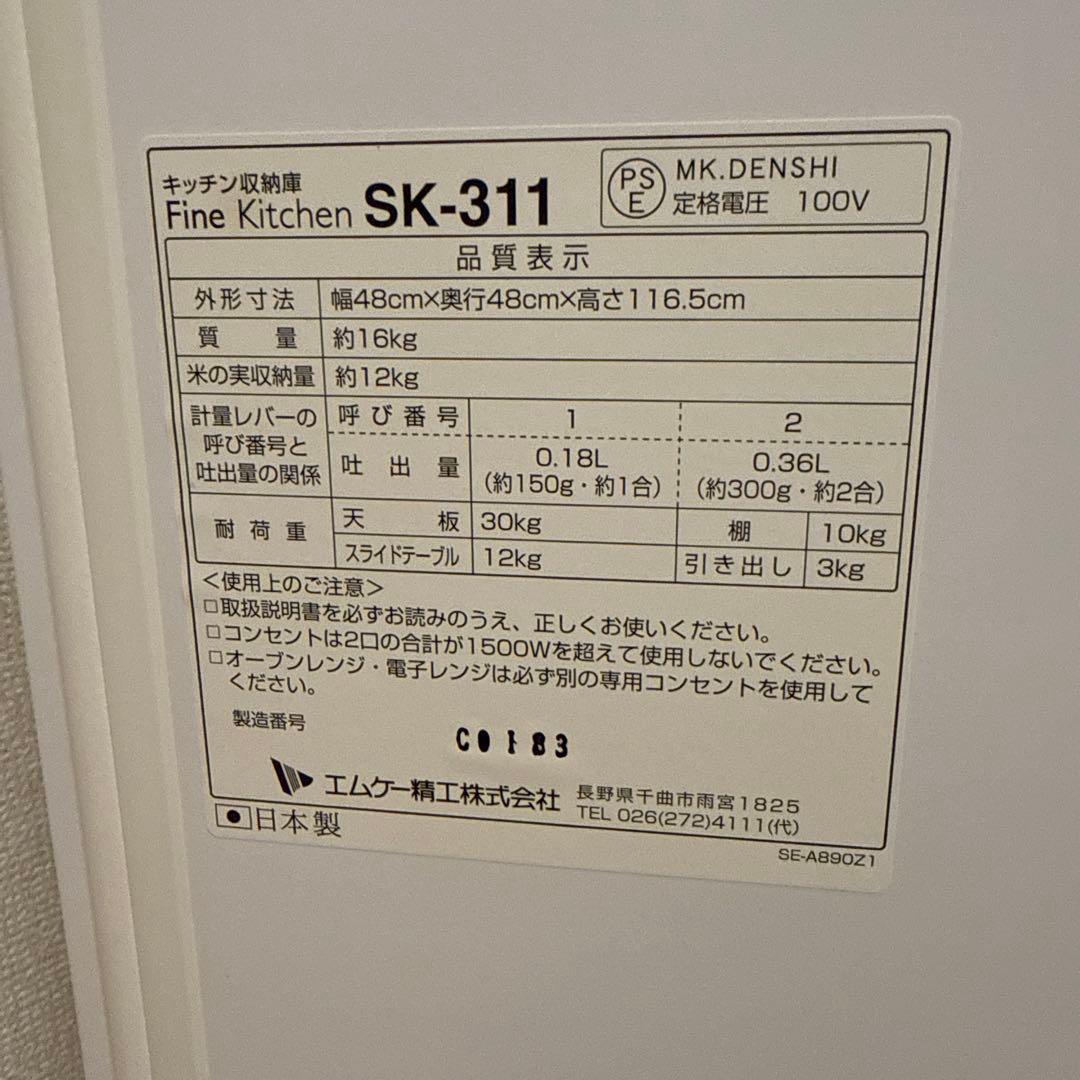 キッチン収納庫
Fine Kitchen SK-311
PS E MK.DENSHI
定格電圧 100V
品質表示
外形寸法 幅48cm×奥行48cm×高さ116.5cm
質量 約16kg
米の実収納量 約12kg
計量レバーの呼び番号と吐出量の関係
呼び番号 1 2
吐出量 0.18L (約150g・約1合) 0.36L (約300g・約2合)
耐荷重
天板 30kg 棚 10kg
スライドテーブル 12kg 引き出し 3kg
<使用上のご注意>
□取扱説明書を必ずお読みのうえ、正しくお使いください。
□コンセントは2口の合計が1500Wを超えて使用しないでください。
□オーブンレンジ・電子レンジは必ず別の専用コンセントを使用して
ください。
製造番号
C0183
エムケー精工株式会社 長野県千曲市雨宮1825
TEL 026(272)4111(代)
日本製
SE-A890Z1